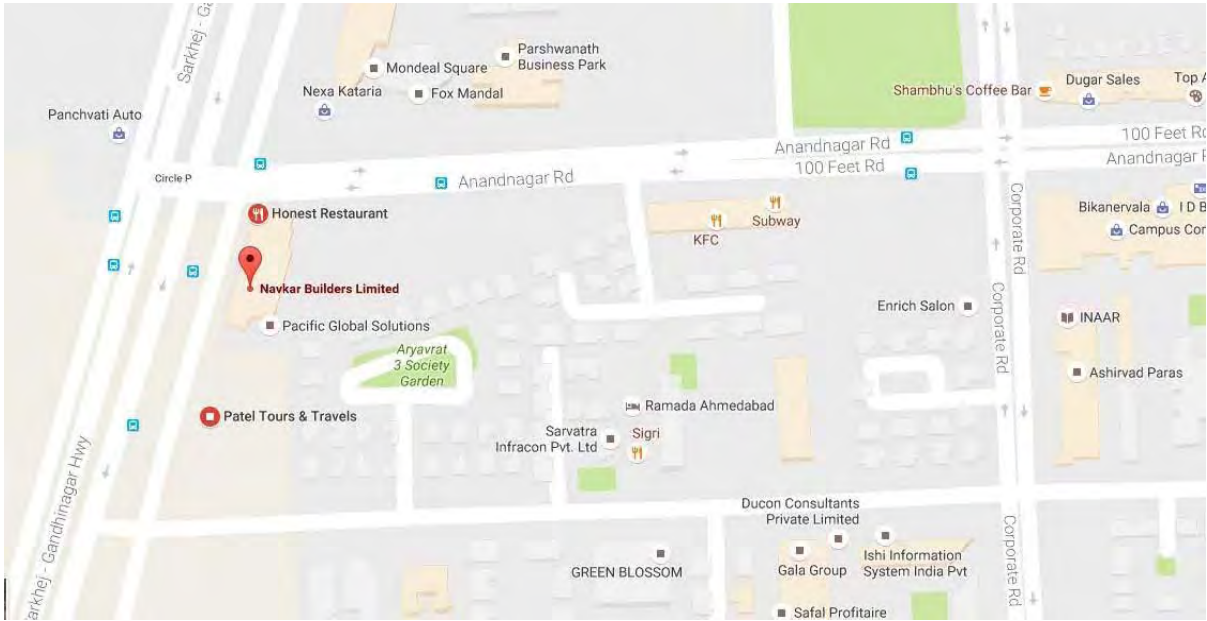 Sarkhej - G
Parshwanath
Business Park
Mondeal Square
Fox Mandal
Nexa Kataria
Panchvati Auto
Shambhu's Coffee Bar
Dugar Sales
Top A
Anandnagar Rd
100 Feet Rd
100 Feet Rd
Anandnagar R
Circle P
Anandnagar Rd
Honest Restaurant
KFC
Subway
Corporate Rd
Bikanervala
I D B
Campus Cor
Navkar Builders Limited
Pacific Global Solutions
Enrich Salon
Corporate Rd
INAAR
Aryavrat
3 Society
Garden
Ashirvad Paras
Patel Tours & Travels
Ramada Ahmedabad
Sarvatra
Infracon Pvt. Ltd
Sigri
arkhej - Gandhinagar Hwy
Ducon Consultants
Private Limited
Corporate Rd
GREEN BLOSSOM
Gala Group
Ishi Information
System India Pvt
Safal Profitaire